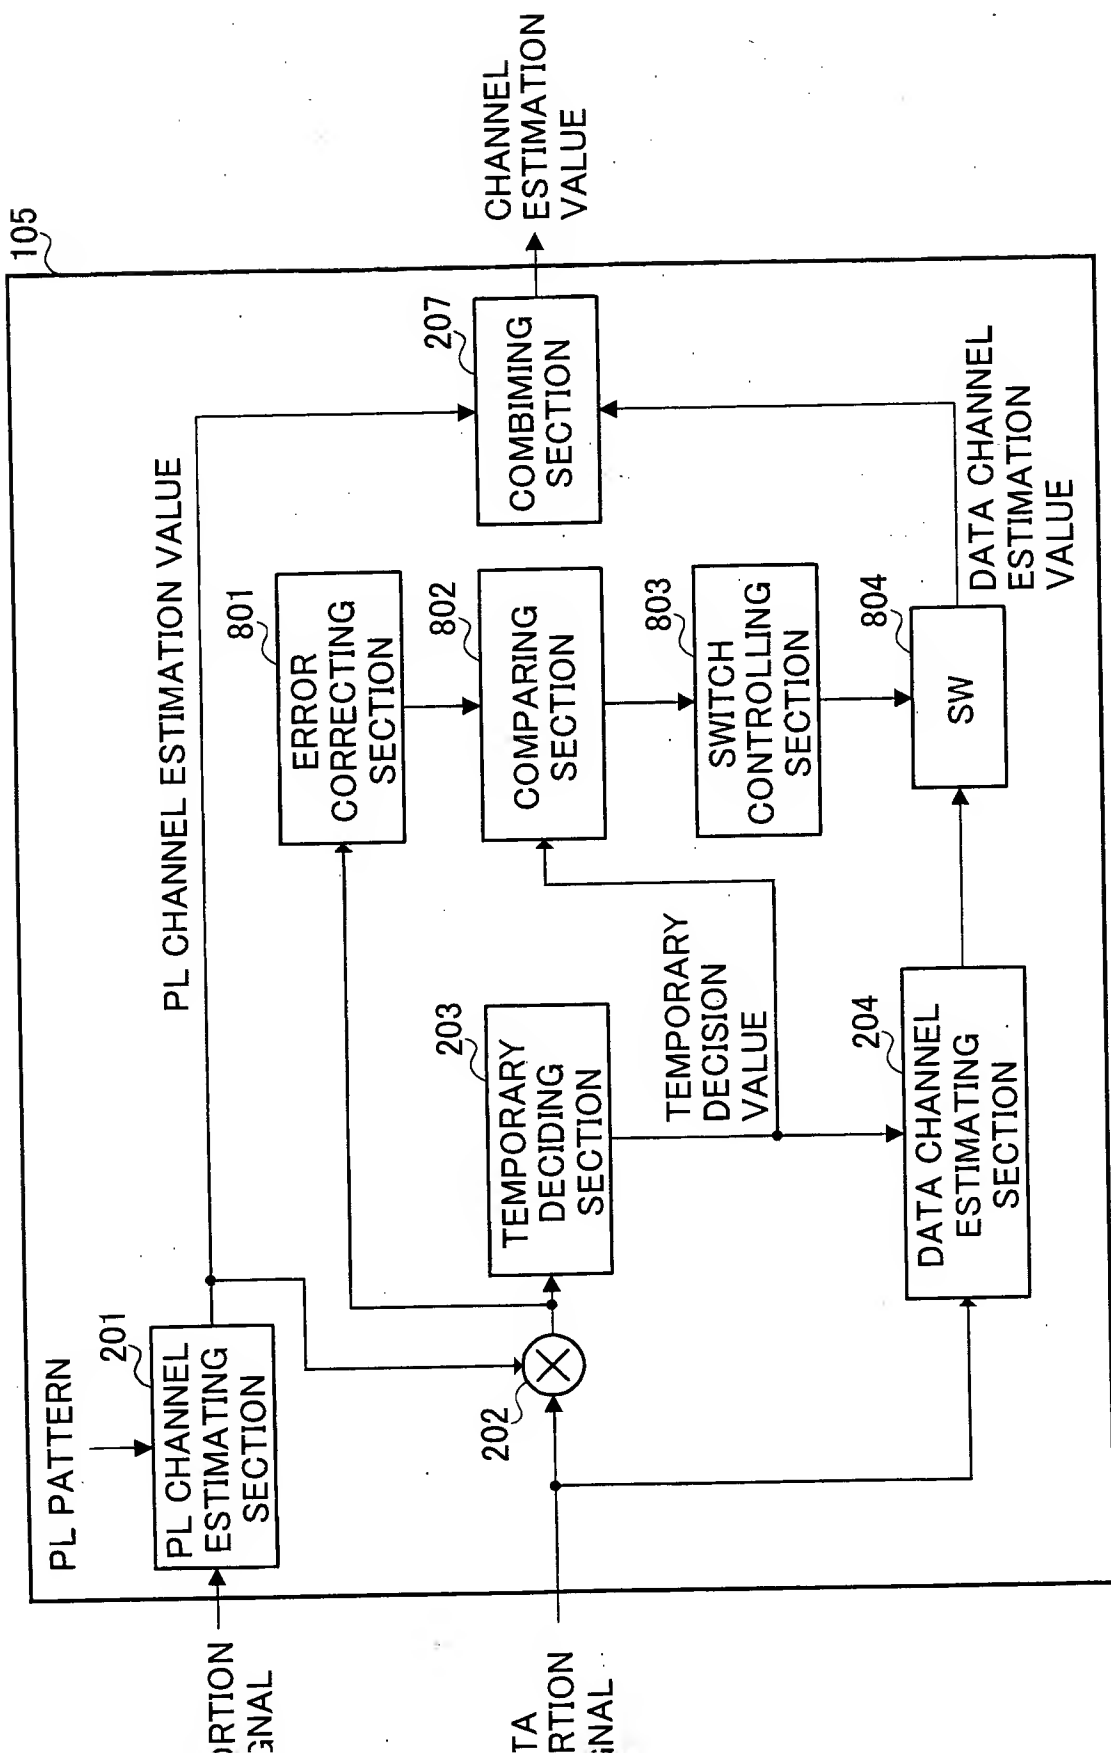 105
PL PATTERN
201
PL CHANNEL
ESTIMATING
SECTION
PL CHANNEL ESTIMATION VALUE
801
ERROR
CORRECTING
SECTION
207
COMBIMING
SECTION
CHANNEL
ESTIMATION
VALUE
202
203
TEMPORARY
DECIDING
SECTION
802
COMPARING
SECTION
TEMPORARY
DECISION
VALUE
803
SWITCH
CONTROLLING
SECTION
204
DATA CHANNEL
ESTIMATING
SECTION
804
SW
DATA CHANNEL
ESTIMATION
VALUE